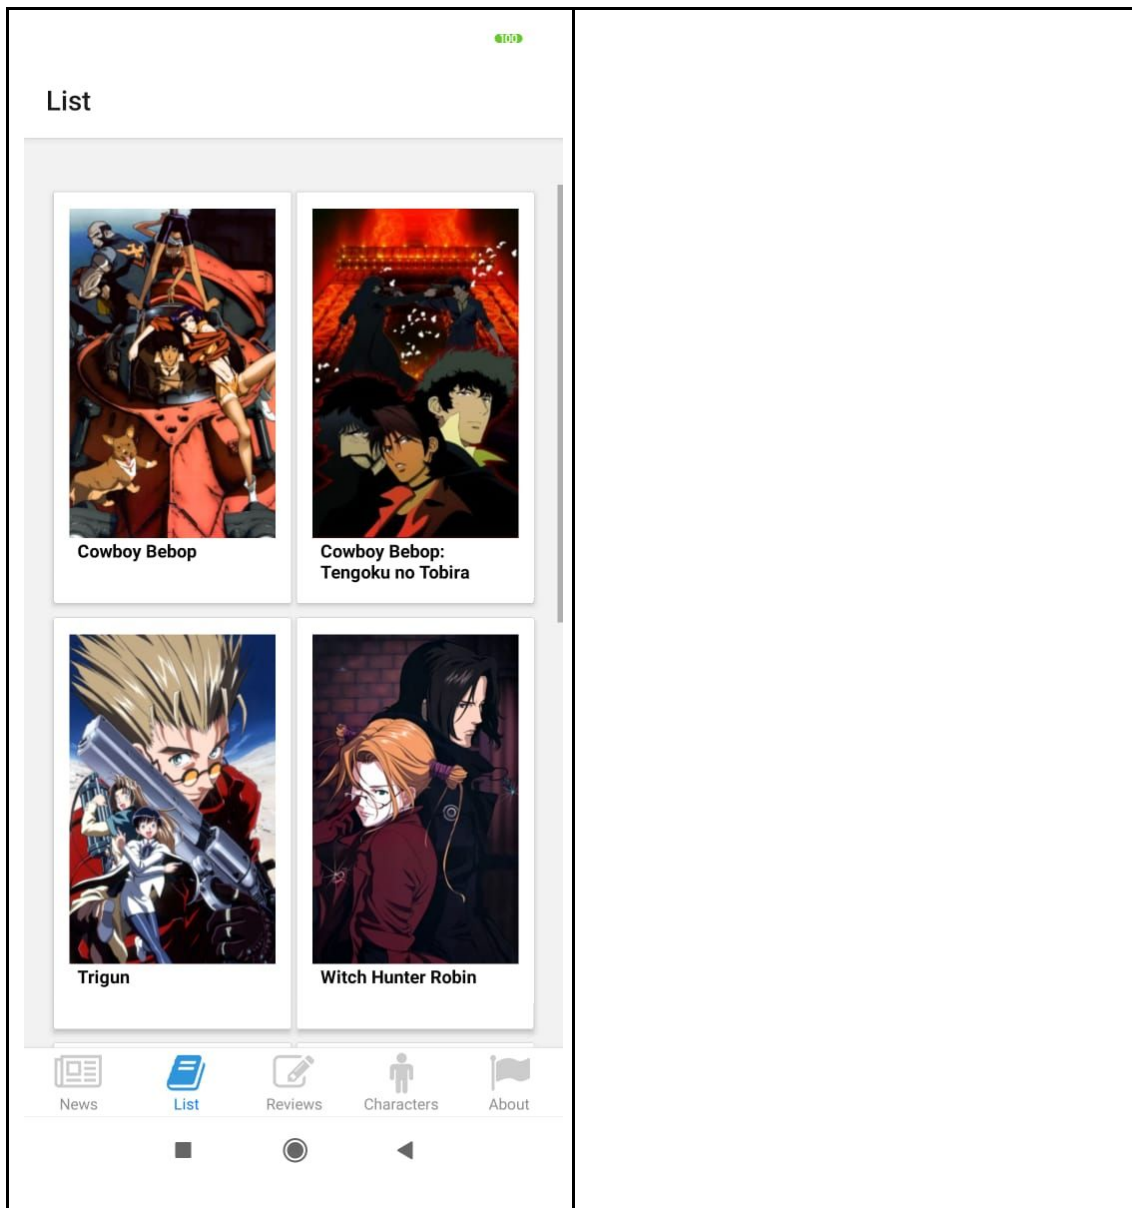 100
List
Cowboy Bebop
Cowboy Bebop:
Tengoku no Tobira
Trigun
Witch Hunter Robin
News
List
Reviews
Characters
About